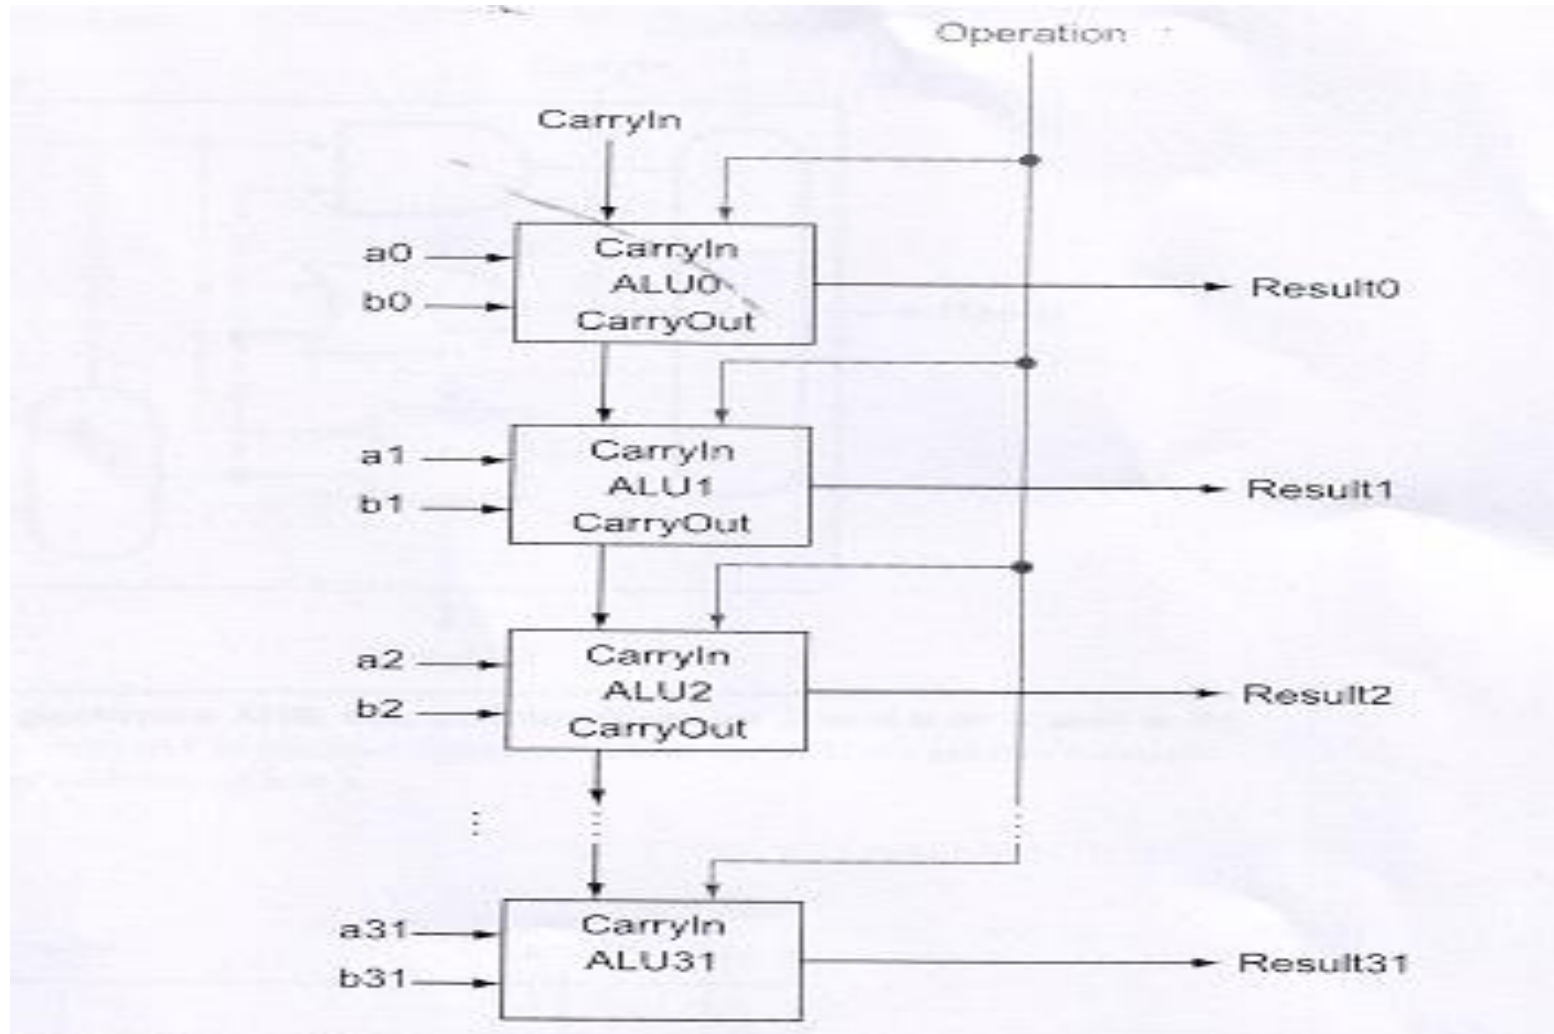 Operation
CarryIn
CarryIn
a0
ALU0
Result0
b0
CarryOut
a1
CarryIn
ALU1
Result1
b1
CarryOut
a2
CarryIn
ALU2
Result2
b2
CarryOut
a31
CarryIn
ALU31
Result31
b31